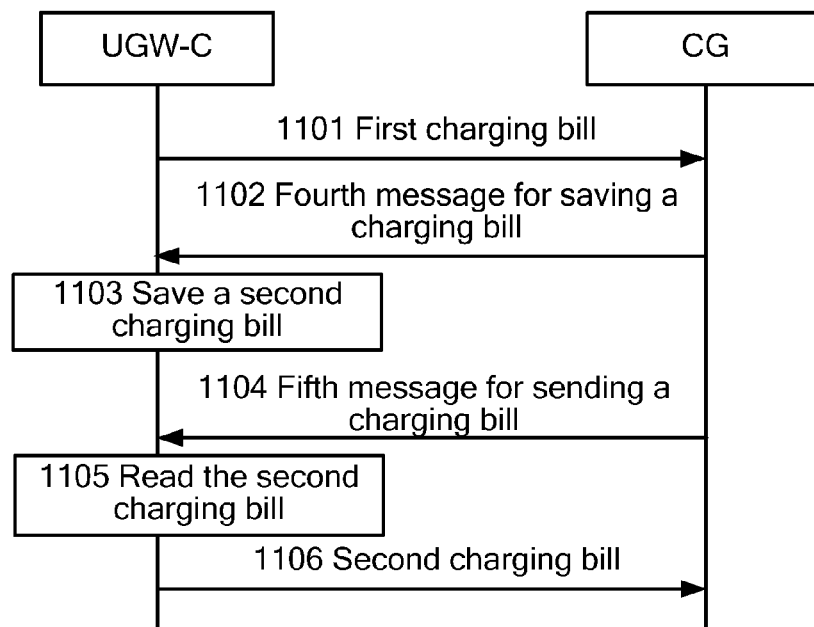 UGW-C
CG
1101 First charging bill
1102 Fourth message for saving a
charging bill
1103 Save a second
charging bill
1104 Fifth message for sending a
charging bill
1105 Read the second
charging bill
1106 Second charging bill